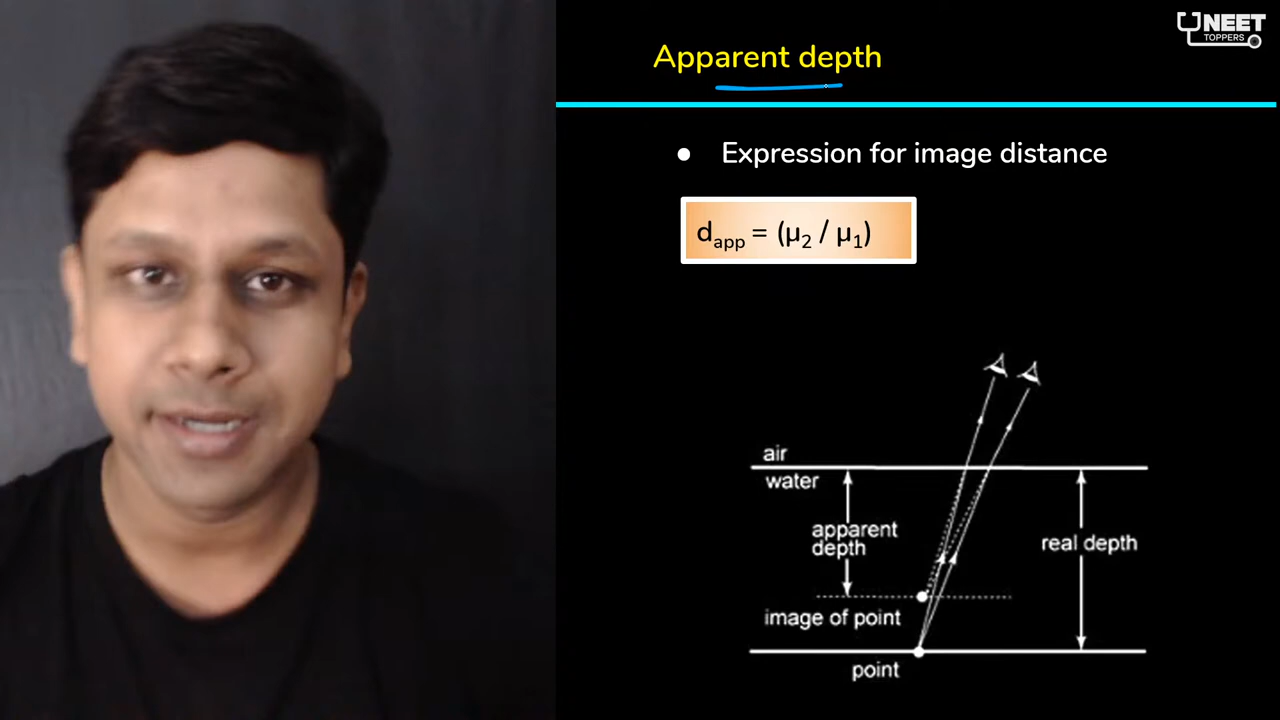 NEET
TOPPERS
Apparent depth
● Expression for image distance
d_app = (μ₂ / μ₁)
air
water
apparent
depth
real depth
image of point
point